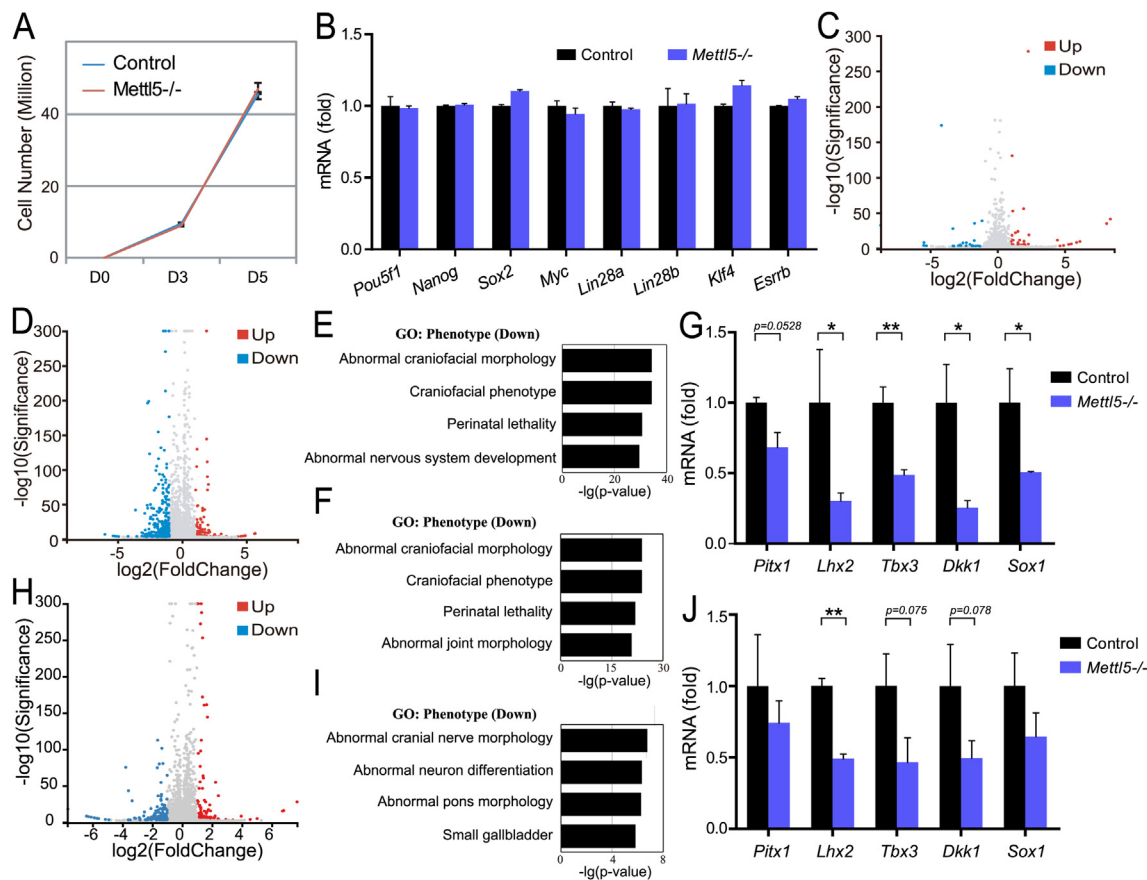 A
Control
Mettl5-/-
Cell Number (Million)
40
20
0
D0 D3 D5
B
Control Mettl5-/-
mRNA (fold)
1.5
1.0
0.5
0.0
Pou5f1 Nanog Sox2 Myc Lin28a Lin28b Klf4 Esrrb
C
Up
Down
-log10(Significance)
300
250
200
150
100
50
0
-5 0 5
log2(FoldChange)
D
Up
Down
-log10(Significance)
300
250
200
150
100
50
0
-5 0 5
log2(FoldChange)
E
GO: Phenotype (Down)
Abnormal craniofacial morphology
Craniofacial phenotype
Perinatal lethality
Abnormal nervous system development
0 20 40
-lg(p-value)
F
GO: Phenotype (Down)
Abnormal craniofacial morphology
Craniofacial phenotype
Perinatal lethality
Abnormal joint morphology
0 15 30
-lg(p-value)
G
p=0.0528 * ** * *
Control
Mettl5-/-
mRNA (fold)
1.5
1.0
0.5
0.0
Pitx1 Lhx2 Tbx3 Dkk1 Sox1
H
Up
Down
-log10(Significance)
300
250
200
150
100
50
0
-6 -4 -2 0 2 4 6
log2(FoldChange)
I
GO: Phenotype (Down)
Abnormal cranial nerve morphology
Abnormal neuron differentiation
Abnormal pons morphology
Small gallbladder
0 4 8
-lg(p-value)
J
** p=0.075 p=0.078
Control
Mettl5-/-
mRNA (fold)
1.5
1.0
0.5
0.0
Pitx1 Lhx2 Tbx3 Dkk1 Sox1